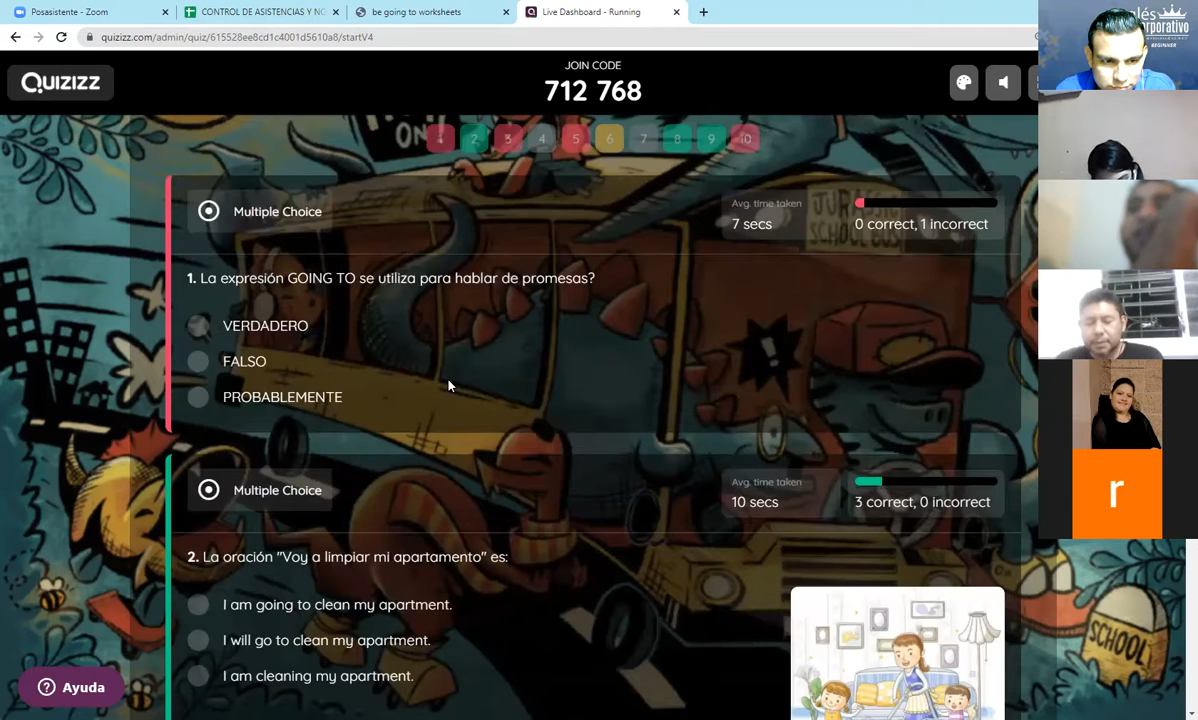 Posasistente - Zoom
CONTROL DE ASISTENCIAS Y NO
be going to worksheets
Live Dashboard - Running
quizizz.com/admin/quiz/615528ee8cd1c4001d5610a8/startV4
Quizizz
JOIN CODE
712 768
ON
1 2 3 4 5 6 7 8 9 10
Multiple Choice
Avg. time taken
7 secs
0 correct, 1 incorrect
SCHOOL BUS
1. La expresión GOING TO se utiliza para hablar de promesas?
VERDADERO
FALSO
PROBABLEMENTE
!
Multiple Choice
Avg. time taken
10 secs
3 correct, 0 incorrect
2. La oración "Voy a limpiar mi apartamento" es:
I am going to clean my apartment.
I will go to clean my apartment.
I am cleaning my apartment.
SCHOOL
Ayuda
BEGINNER
r